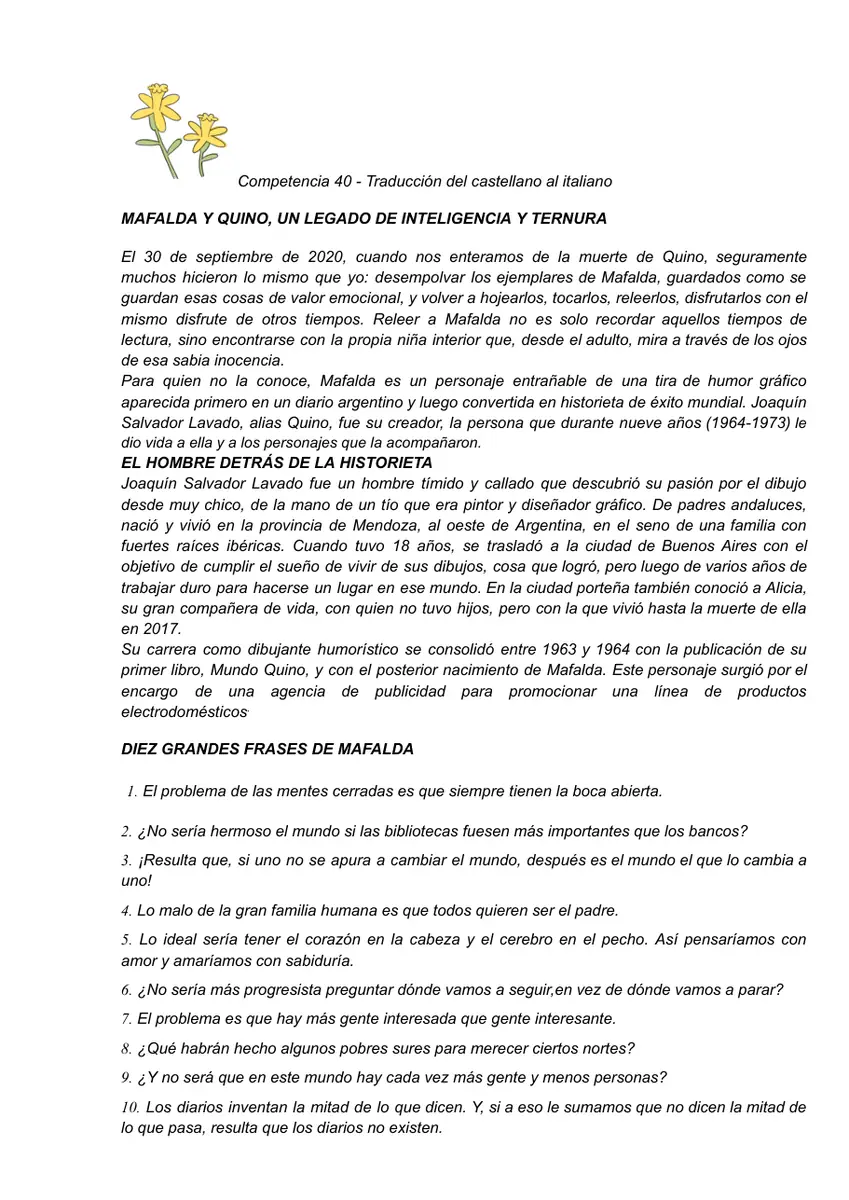 Competencia 40 - Traducción del castellano al italiano
MAFALDA Y QUINO, UN LEGADO DE INTELIGENCIA Y TERNURA
El 30 de septiembre de 2020, cuando nos enteramos de la muerte de Quino, seguramente
muchos hicieron lo mismo que yo: desempolvar los ejemplares de Mafalda, guardados como se
guardan esas cosas de valor emocional, y volver a hojearlos, tocarlos, releerlos, disfrutarlos con el
mismo disfrute de otros tiempos. Releer a Mafalda no es solo recordar aquellos tiempos de
lectura, sino encontrarse con la propia niña interior que, desde el adulto, mira a través de los ojos
de esa sabia inocencia.
Para quien no la conoce, Mafalda es un personaje entrañable de una tira de humor gráfico
aparecida primero en un diario argentino y luego convertida en historieta de éxito mundial. Joaquín
Salvador Lavado, alias Quino, fue su creador, la persona que durante nueve años (1964-1973) le
dio vida a ella y a los personajes que la acompañaron.
EL HOMBRE DETRÁS DE LA HISTORIETA
Joaquín Salvador Lavado fue un hombre tímido y callado que descubrió su pasión por el dibujo
desde muy chico, de la mano de un tío que era pintor y diseñador gráfico. De padres andaluces,
nació y vivió en la provincia de Mendoza, al oeste de Argentina, en el seno de una familia con
fuertes raíces ibéricas. Cuando tuvo 18 años, se trasladó a la ciudad de Buenos Aires con el
objetivo de cumplir el sueño de vivir de sus dibujos, cosa que logró, pero luego de varios años de
trabajar duro para hacerse un lugar en ese mundo. En la ciudad porteña también conoció a Alicia,
su gran compañera de vida, con quien no tuvo hijos, pero con la que vivió hasta la muerte de ella
en 2017.
Su carrera como dibujante humorístico se consolidó entre 1963 y 1964 con la publicación de su
primer libro, Mundo Quino, y con el posterior nacimiento de Mafalda. Este personaje surgió por el
encargo de una agencia de publicidad para promocionar una línea de productos
electrodomésticos.
DIEZ GRANDES FRASES DE MAFALDA
1. El problema de las mentes cerradas es que siempre tienen la boca abierta.
2. ¿No sería hermoso el mundo si las bibliotecas fuesen más importantes que los bancos?
3. ¡Resulta que, si uno no se apura a cambiar el mundo, después es el mundo el que lo cambia a
uno!
4. Lo malo de la gran familia humana es que todos quieren ser el padre.
5. Lo ideal sería tener el corazón en la cabeza y el cerebro en el pecho. Así pensaríamos con
amor y amaríamos con sabiduría.
6. ¿No sería más progresista preguntar dónde vamos a seguir,en vez de dónde vamos a parar?
7. El problema es que hay más gente interesada que gente interesante.
8. ¿Qué habrán hecho algunos pobres sures para merecer ciertos nortes?
9. ¿Y no será que en este mundo hay cada vez más gente y menos personas?
10. Los diarios inventan la mitad de lo que dicen. Y, si a eso le sumamos que no dicen la mitad de
lo que pasa, resulta que los diarios no existen.